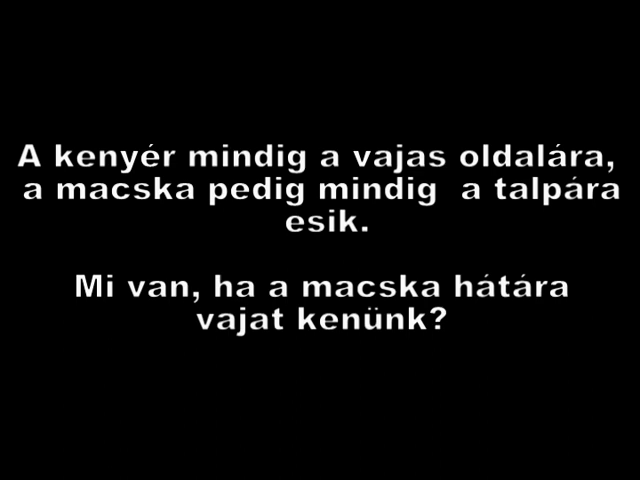 A kenyér mindig a vajas oldalára,
a macska pedig mindig  a talpára
esik.
Mi van, ha a macska hátára
vajat kenünk?